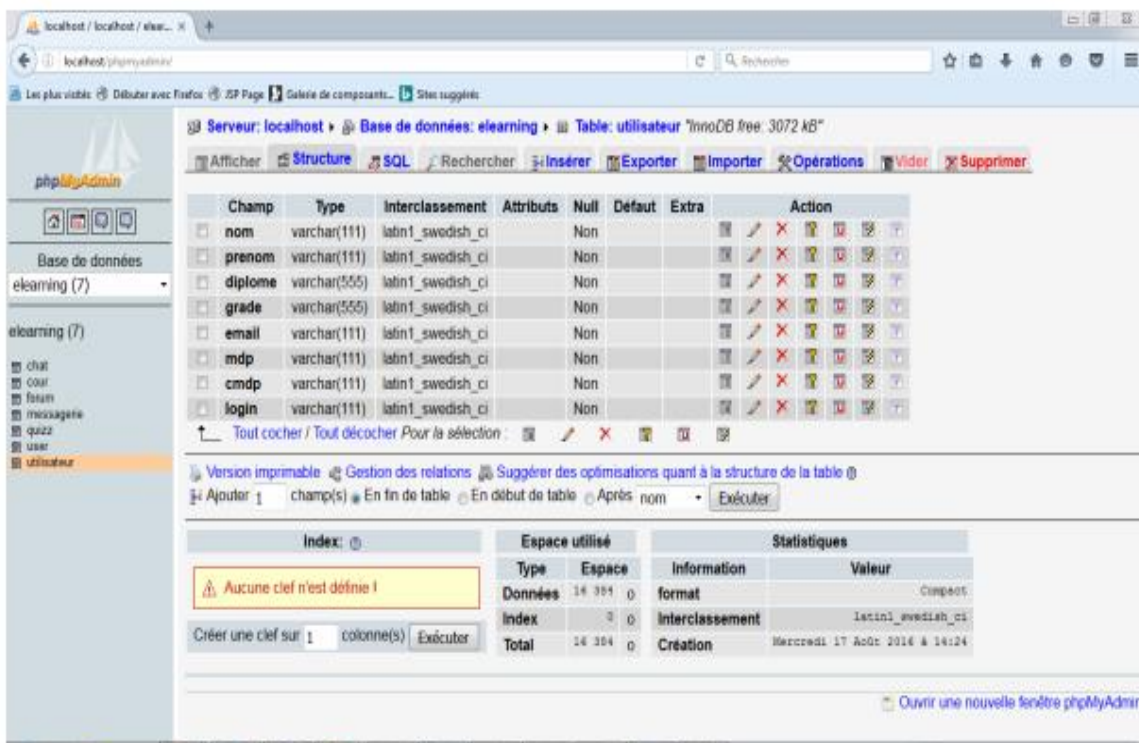 localhost / localhost / elear...
localhost/phpmyadmin/
Rechercher
Les plus visités Débuter avec Firefox JSP Page Galerie de composants... Sites suggérés
phpMyAdmin
Base de données
elearning (7)
elearning (7)
chat
cour
forum
messagerie
quizz
user
utilisateur
Serveur: localhost Base de données: elearning Table: utilisateur "InnoDB free: 3072 kB"
Afficher Structure SQL Rechercher Insérer Exporter Importer Opérations Vider Supprimer
Champ Type Interclassement Attributs Null Défaut Extra Action
nom varchar(111) latin1_swedish_ci Non
prenom varchar(111) latin1_swedish_ci Non
diplome varchar(555) latin1_swedish_ci Non
grade varchar(555) latin1_swedish_ci Non
email varchar(111) latin1_swedish_ci Non
mdp varchar(111) latin1_swedish_ci Non
cmdp varchar(111) latin1_swedish_ci Non
login varchar(111) latin1_swedish_ci Non
Tout cocher / Tout décocher Pour la sélection :
Version imprimable Gestion des relations Suggérer des optimisations quant à la structure de la table
Ajouter 1 champ(s) En fin de table En début de table Après nom Exécuter
Index:
Aucune clef n'est définie !
Créer une clef sur 1 colonne(s) Exécuter
Espace utilisé
Type Espace
Données 16 384 o
Index 0 o
Total 16 384 o
Statistiques
Information Valeur
format Compact
Interclassement latin1_swedish_ci
Création Mercredi 17 Août 2016 à 14:24
Ouvrir une nouvelle fenêtre phpMyAdmin